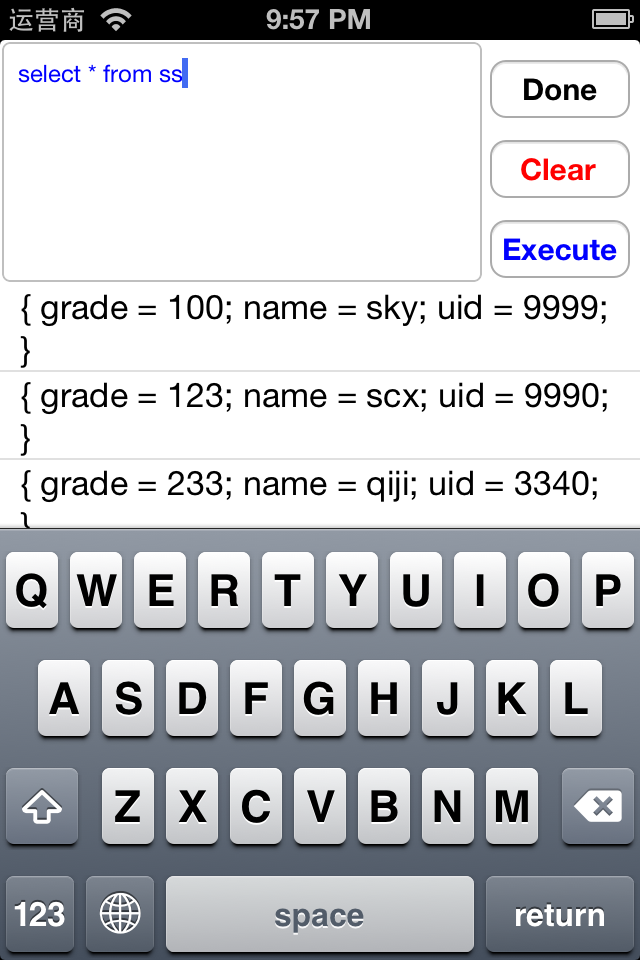 运营商 9:57 PM
select * from ss
Done
Clear
Execute
{ grade = 100; name = sky; uid = 9999;
}
{ grade = 123; name = scx; uid = 9990;
}
{ grade = 233; name = qiji; uid = 3340;
}
Q W E R T Y U I O P
A S D F G H J K L
Z X C V B N M
123 space return